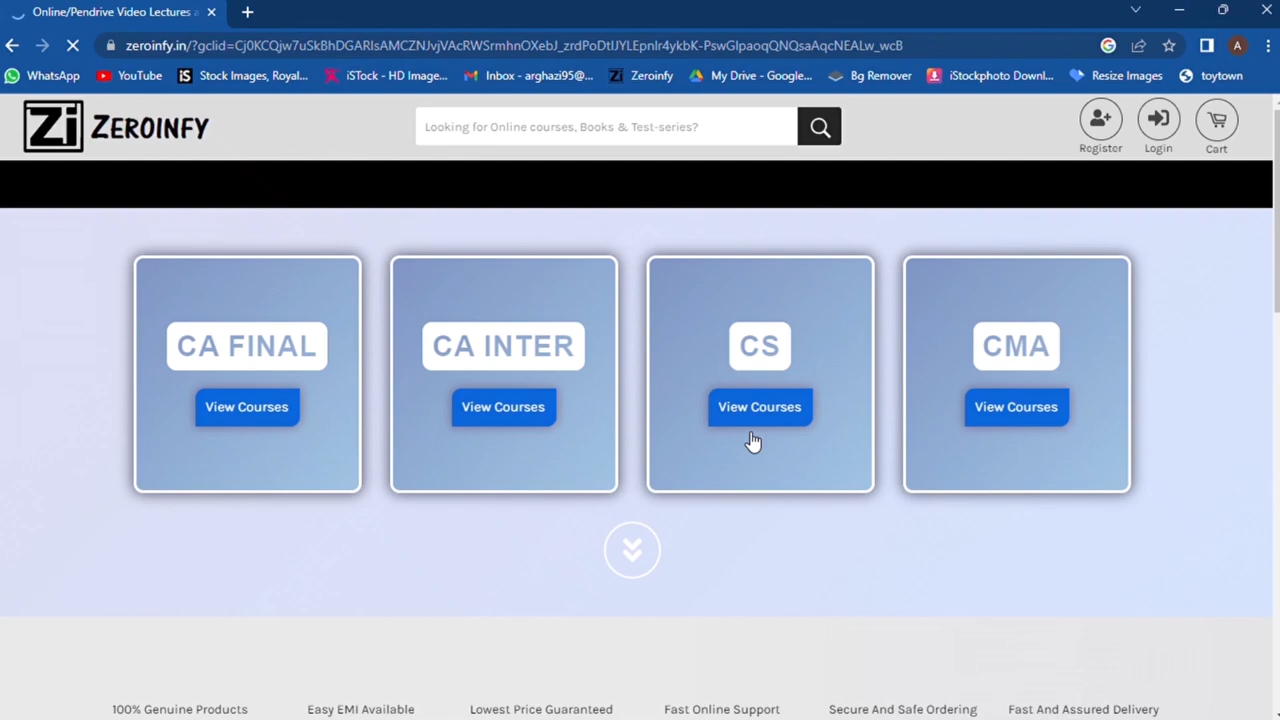 Online/Pendrive Video Lectures
zeroinfy.in/?gclid=Cj0KCQjw7uSkBhDGARIsAMCZNJvjVAcRWSrmhnOXebJ_zrdPoDtIJYLEpnlr4ykbK-PswGlpaoqQNQsaAqcNEALw_wcB
WhatsApp YouTube Stock Images, Royal... iSTock - HD Image... Inbox - arghazi95@... Zeroinfy My Drive - Google... Bg Remover iStockphoto Downl... Resize Images toytown
Zi ZEROINFY Looking for Online courses, Books & Test-series? Register Login Cart
CA FINAL CA INTER CS CMA
View Courses View Courses View Courses View Courses
100% Genuine Products Easy EMI Available Lowest Price Guaranteed Fast Online Support Secure And Safe Ordering Fast And Assured Delivery